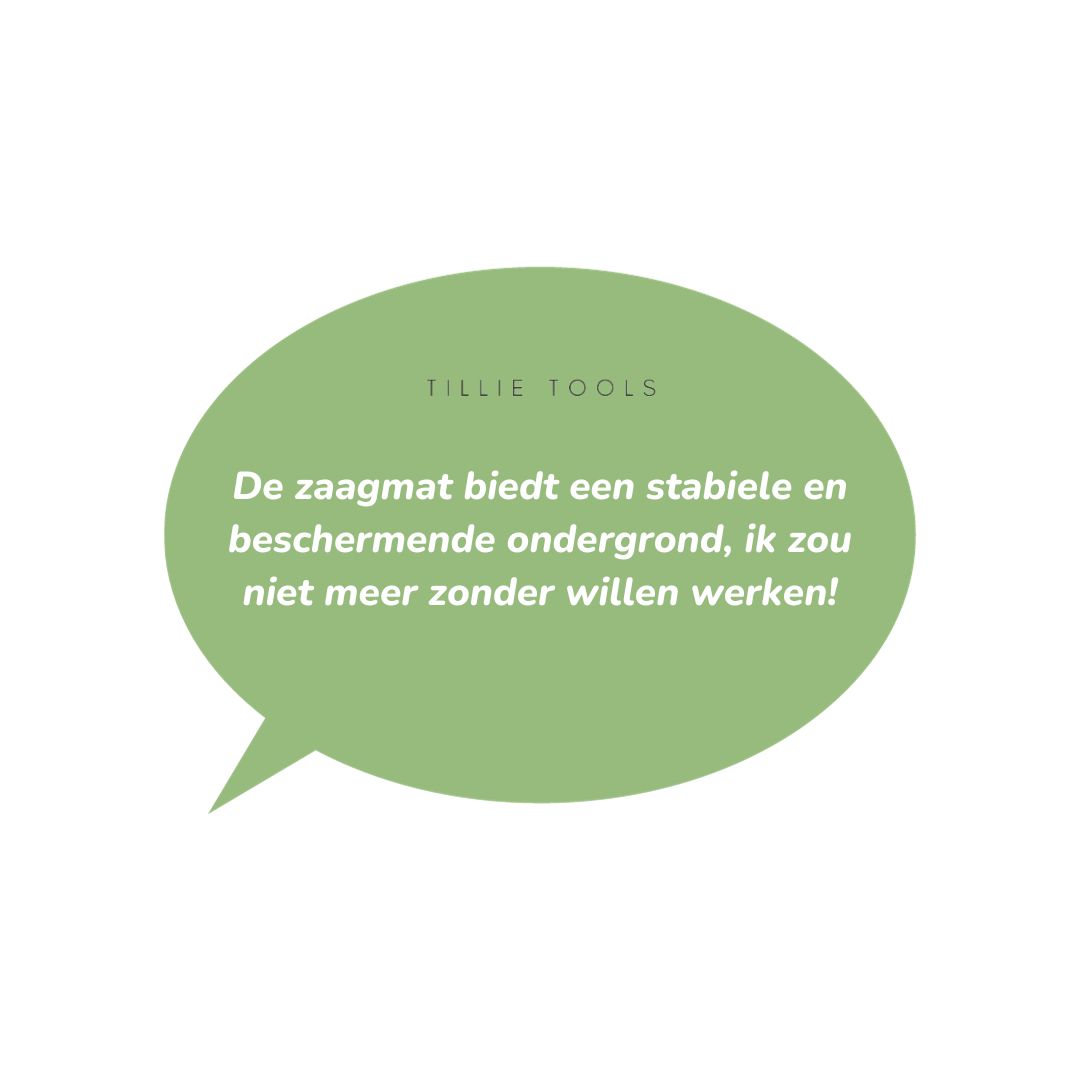 TILLIE TOOLS
De zaagmat biedt een stabiele en
beschermende ondergrond, ik zou
niet meer zonder willen werken!